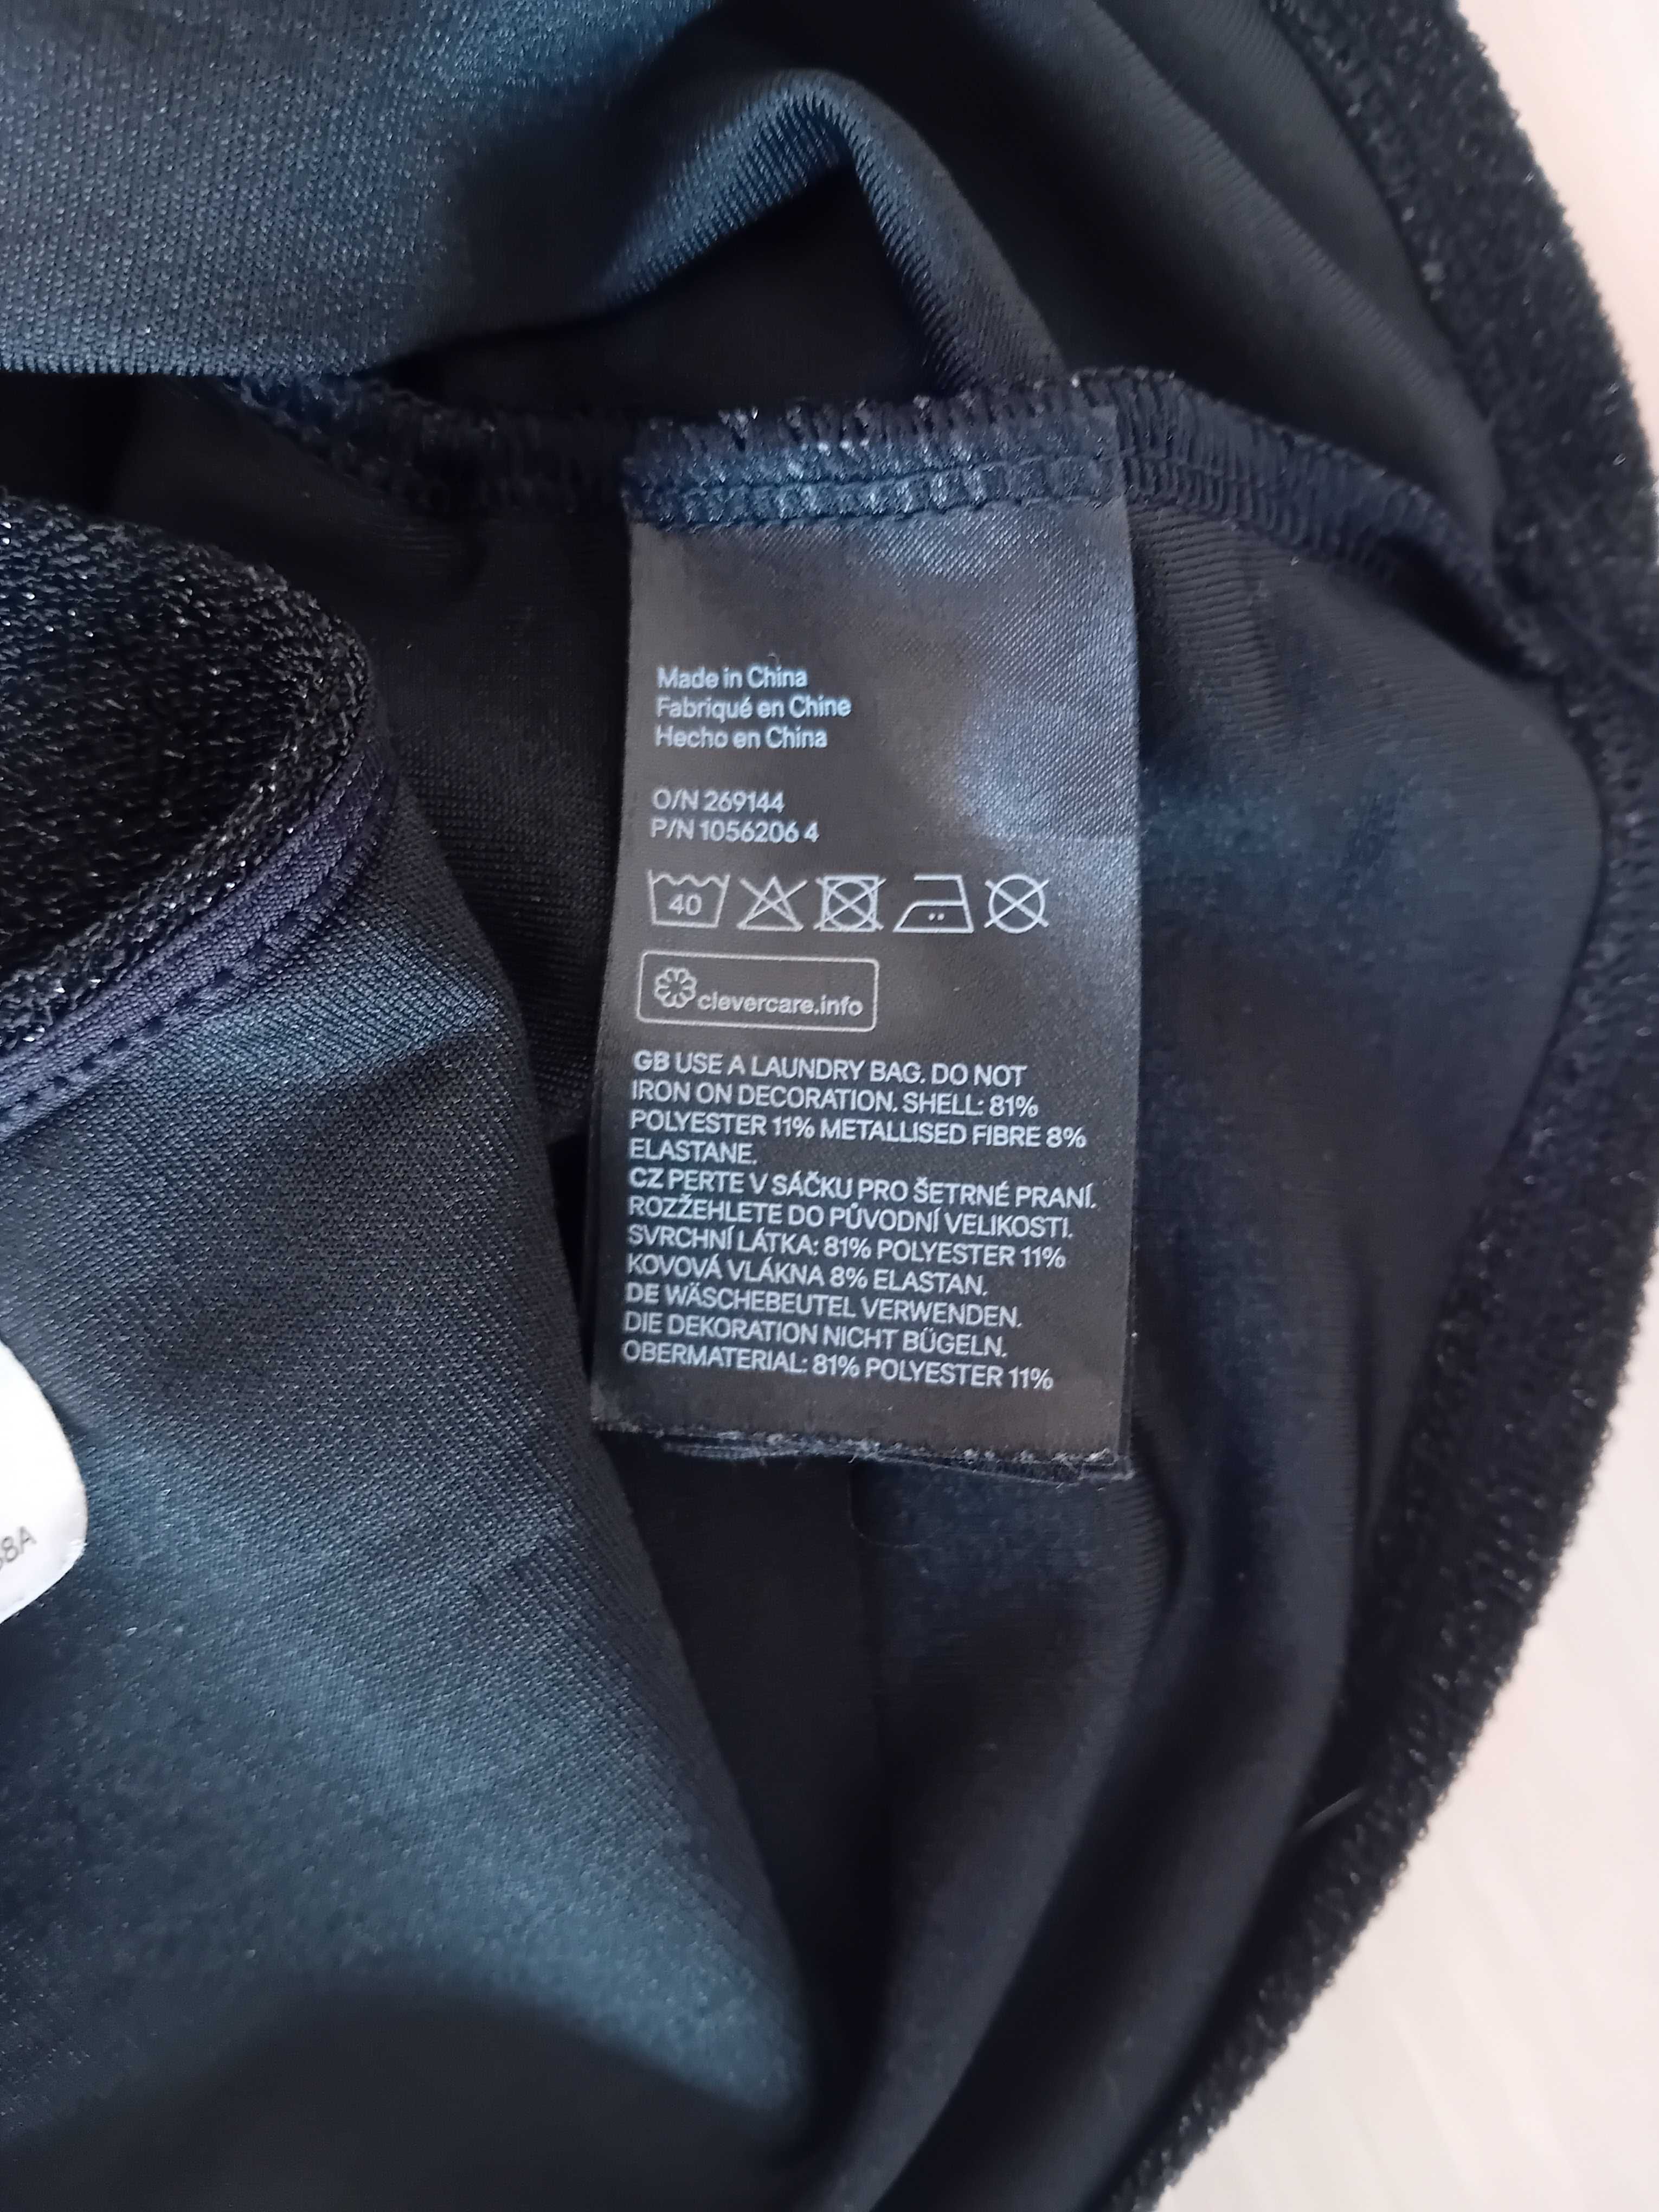 Made in China
Fabriqué en Chine
Hecho en China
O/N 269144
P/N 1056206 4
40
clevercare.info
GB USE A LAUNDRY BAG. DO NOT
IRON ON DECORATION. SHELL: 81%
POLYESTER 11% METALLISED FIBRE 8%
ELASTANE.
CZ PERTE V SÁČKU PRO ŠETRNÉ PRANÍ.
ROZŽEHLETE DO PŮVODNÍ VELIKOSTI.
SVRCHNÍ LÁTKA: 81% POLYESTER 11%
KOVOVÁ VLÁKNA 8% ELASTAN.
DE WÄSCHEBEUTEL VERWENDEN.
DIE DEKORATION NICHT BÜGELN.
OBERMATERIAL: 81% POLYESTER 11%